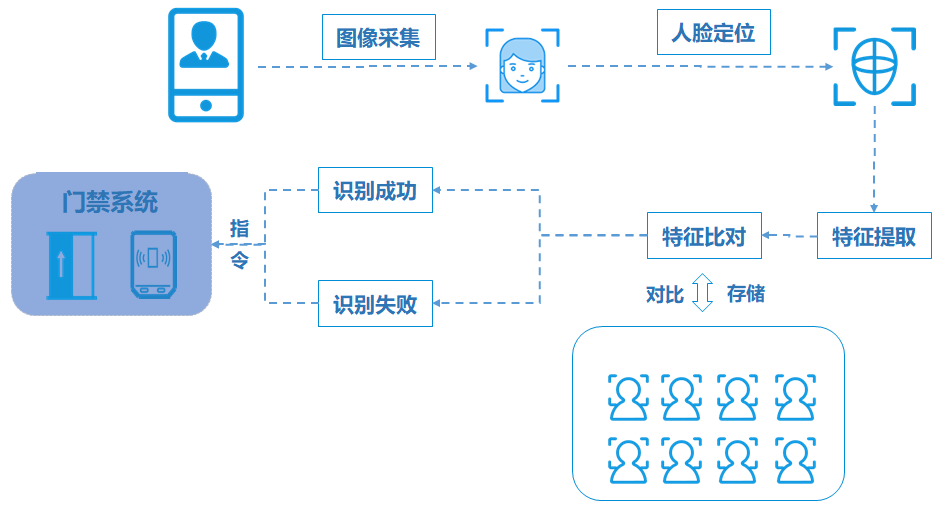 图像采集
人脸定位
门禁系统
识别成功
指
令
特征比对
特征提取
识别失败
对比
存储